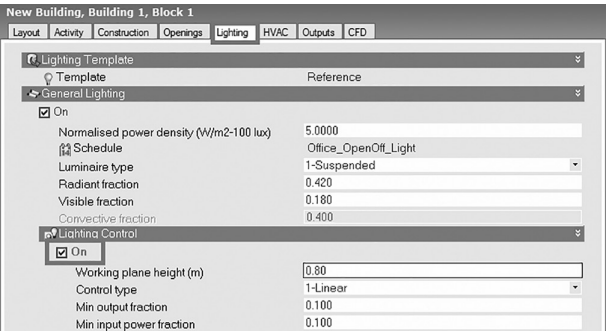 New Building, Building 1, Block 1
Layout Activity Construction Openings Lighting HVAC Outputs CFD
Lighting Template
Template Reference
General Lighting
On
Normalised power density (W/m2-100 lux) 5.0000
Schedule Office_OpenOff_Light
Luminaire type 1-Suspended
Radiant fraction 0.420
Visible fraction 0.180
Convective fraction 0.400
Lighting Control
On
Working plane height (m) 0.80
Control type 1-Linear
Min output fraction 0.100
Min input power fraction 0.100